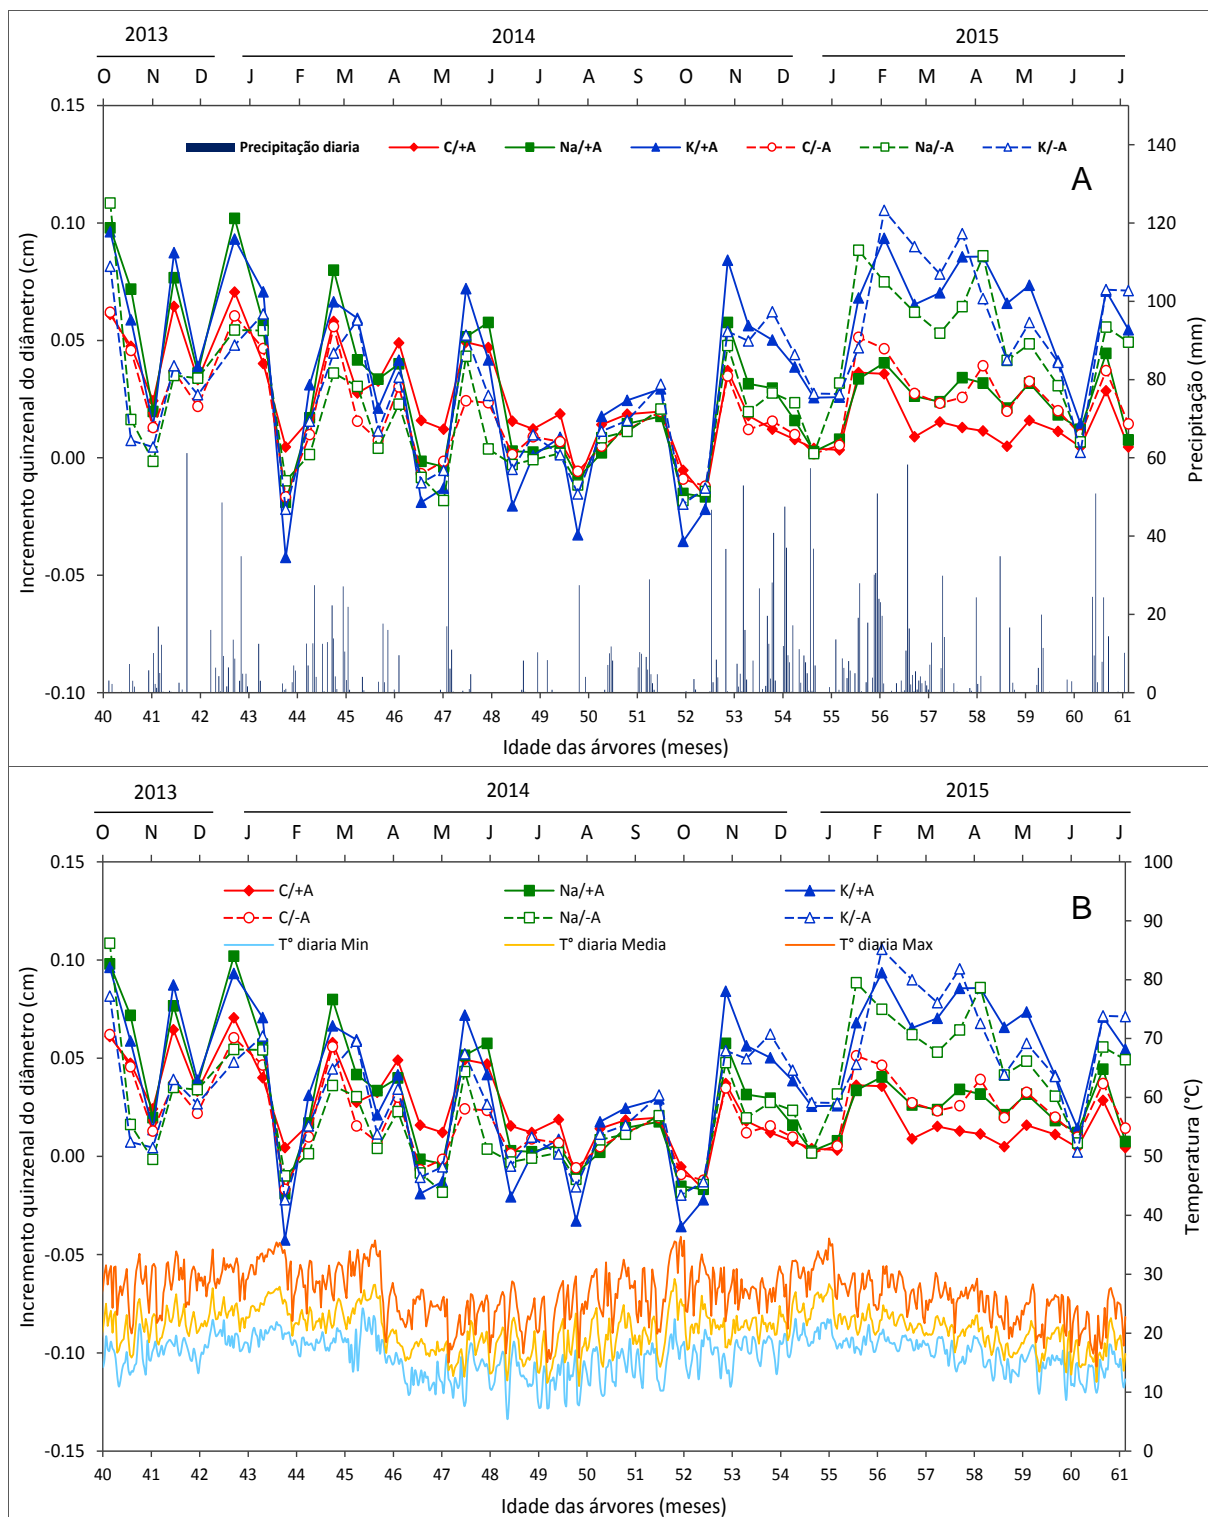 2013 2014 2015
O N D J F M A M J J A S O N D J F M A M J J
0.15 140
Precipitação diaria C/+A Na/+A K/+A C/-A Na/-A K/-A
A
0.10 120
100
0.05 80
0.00 60
-0.05 40
20
-0.10 0
Incremento quinzenal do diâmetro (cm)
Precipitação (mm)
40 41 42 43 44 45 46 47 48 49 50 51 52 53 54 55 56 57 58 59 60 61
Idade das árvores (meses)
2013 2014 2015
O N D J F M A M J J A S O N D J F M A M J J
0.15 100
C/+A Na/+A K/+A
C/-A Na/-A K/-A
T° diaria Min T° diaria Media T° diaria Max
B
90
0.10 80
70
0.05 60
0.00 50
40
-0.05 30
-0.10 20
10
-0.15 0
Incremento quinzenal do diâmetro (cm)
Temperatura (°C)
40 41 42 43 44 45 46 47 48 49 50 51 52 53 54 55 56 57 58 59 60 61
Idade das árvores (meses)